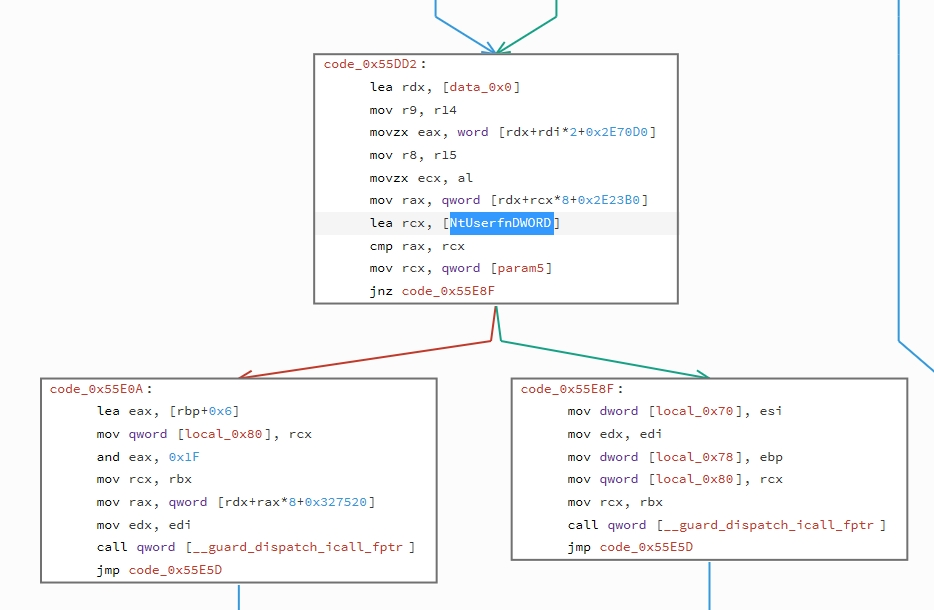 code_0x55DD2:
lea rdx, [data_0x0]
mov r9, r14
movzx eax, word [rdx+rdi*2+0x2E70D0]
mov r8, r15
movzx ecx, al
mov rax, qword [rdx+rcx*8+0x2E23B0]
lea rcx, [NtUserfnDWORD]
cmp rax, rcx
mov rcx, qword [param5]
jnz code_0x55E8F
code_0x55E0A:
lea eax, [rbp+0x6]
mov qword [local_0x80], rcx
and eax, 0x1F
mov rcx, rbx
mov rax, qword [rdx+rax*8+0x327520]
mov edx, edi
call qword [__guard_dispatch_icall_fptr ]
jmp code_0x55E5D
code_0x55E8F:
mov dword [local_0x70], esi
mov edx, edi
mov dword [local_0x78], ebp
mov qword [local_0x80], rcx
mov rcx, rbx
call qword [__guard_dispatch_icall_fptr ]
jmp code_0x55E5D